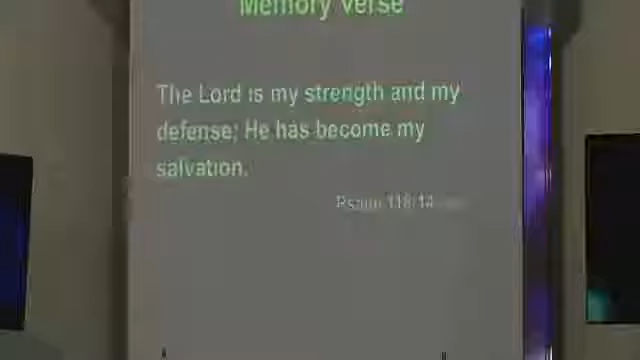 Memory Verse
The Lord is my strength and my
defense; He has become my
salvation.
Psalm 118:14